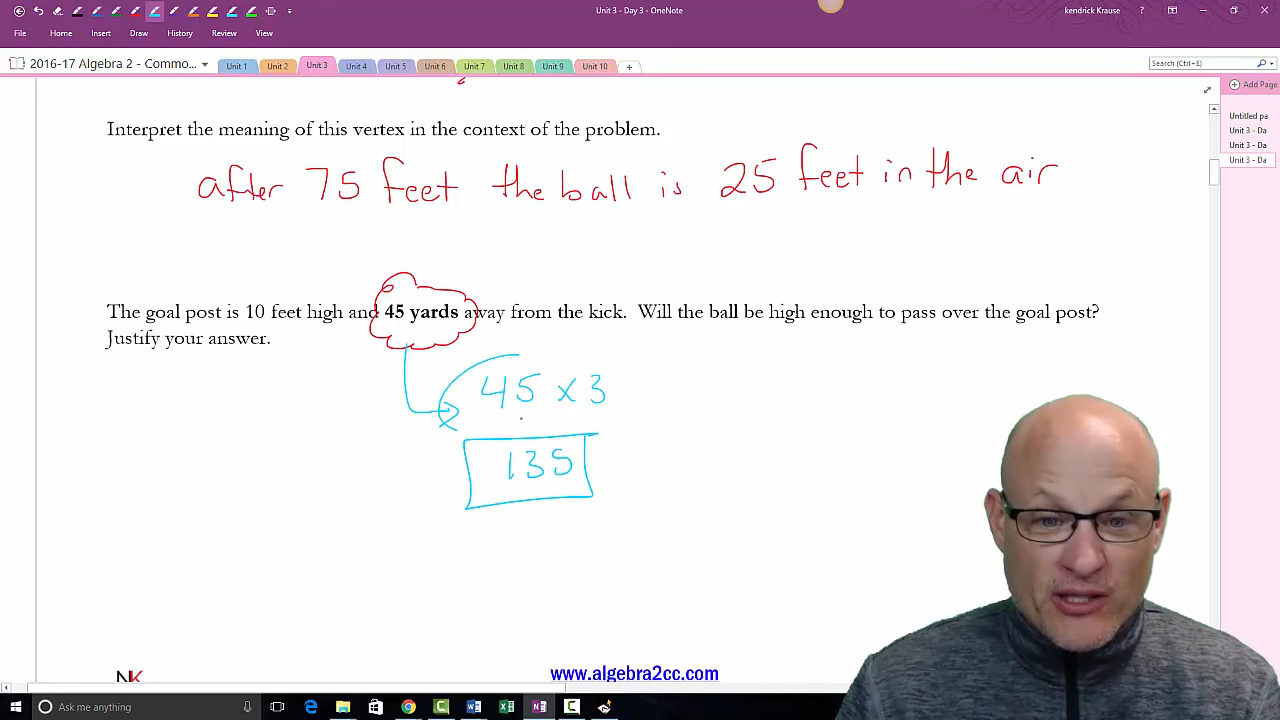 Unit 3 - Day 3 - OneNote
kendrick Krause
File Home Insert Draw History Review View
2016-17 Algebra 2 - Commo... Unit 1 Unit 2 Unit 3 Unit 4 Unit 5 Unit 6 Unit 7 Unit 8 Unit 9 Unit 10
Search (Ctrl+E)
Add Page
Untitled pa
Unit 3 - Da
Unit 3 - Da
Unit 3 - Da
Interpret the meaning of this vertex in the context of the problem.
after 75 feet the ball is 25 feet in the air
The goal post is 10 feet high and 45 yards away from the kick. Will the ball be high enough to pass over the goal post?
Justify your answer.
45 x 3
135
NK
www.algebra2cc.com
Ask me anything